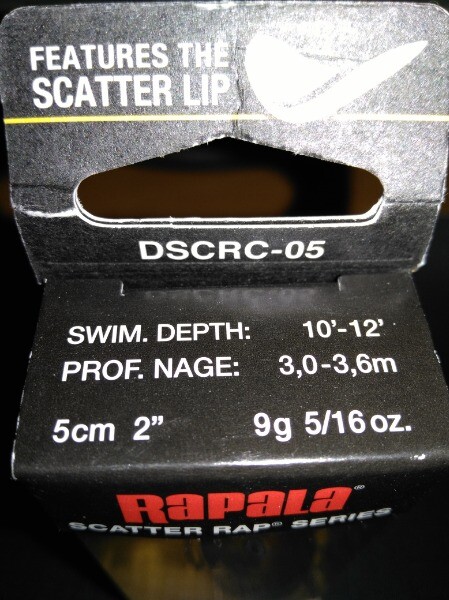 FEATURES THE
SCATTER LIP
DSCRC-05
SWIM. DEPTH: 10'-12'
PROF. NAGE: 3,0-3,6m
5cm 2" 9g 5/16 oz.
Rapala®
SCATTER RAP® SERIES